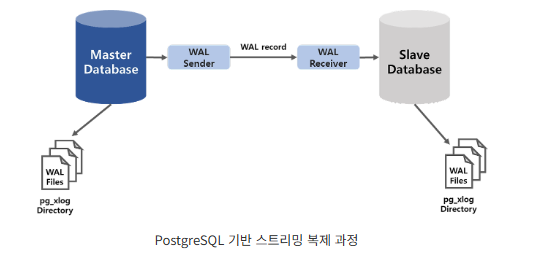 Master
Database
WAL
Sender
WAL record
WAL
Receiver
Slave
Database
WAL
Files
pg_xlog
Directory
WAL
Files
pg_xlog
Directory
PostgreSQL 기반 스트리밍 복제 과정